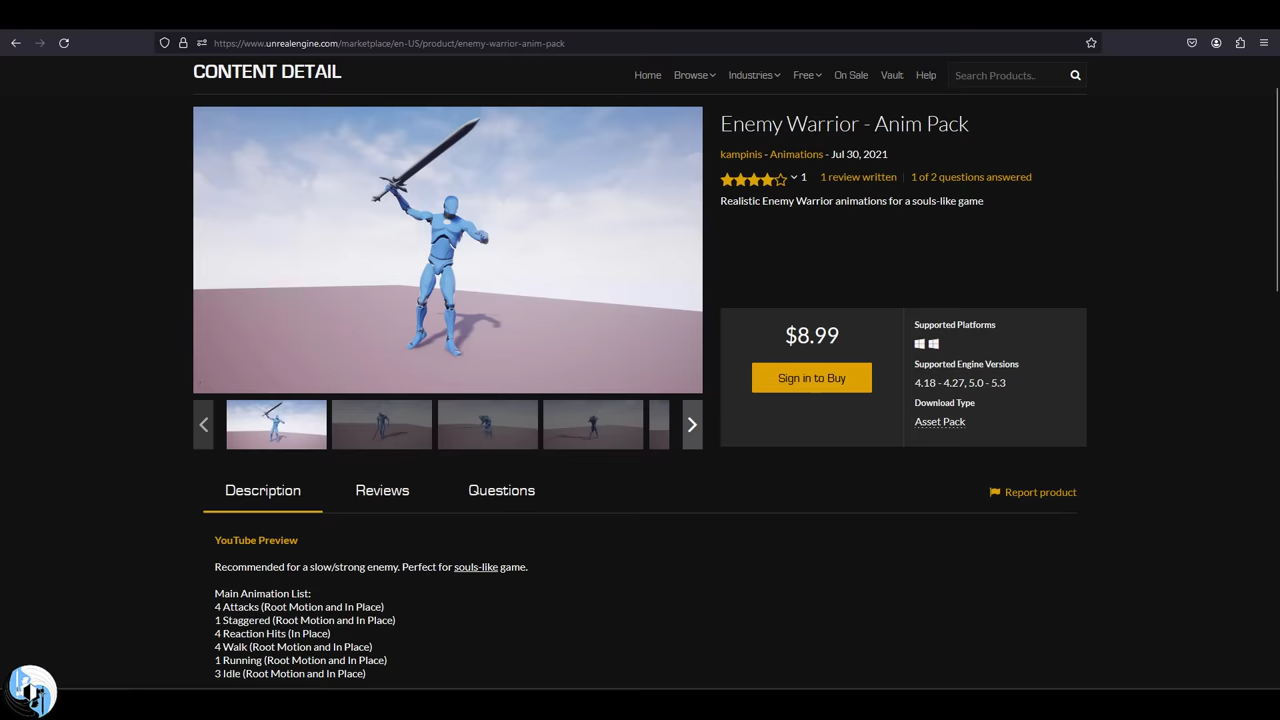 https://www.unrealengine.com/marketplace/en-US/product/enemy-warrior-anim-pack
CONTENT DETAIL
Home Browse Industries Free On Sale Vault Help Search Products..
Enemy Warrior - Anim Pack
kampinis - Animations - Jul 30, 2021
1 1 review written 1 of 2 questions answered
Realistic Enemy Warrior animations for a souls-like game
$8.99
Sign in to Buy
Supported Platforms
Supported Engine Versions
4.18 - 4.27, 5.0 - 5.3
Download Type
Asset Pack
Description Reviews Questions
Report product
YouTube Preview
Recommended for a slow/strong enemy. Perfect for souls-like game.
Main Animation List:
4 Attacks (Root Motion and In Place)
1 Staggered (Root Motion and In Place)
4 Reaction Hits (In Place)
4 Walk (Root Motion and In Place)
1 Running (Root Motion and In Place)
3 Idle (Root Motion and In Place)